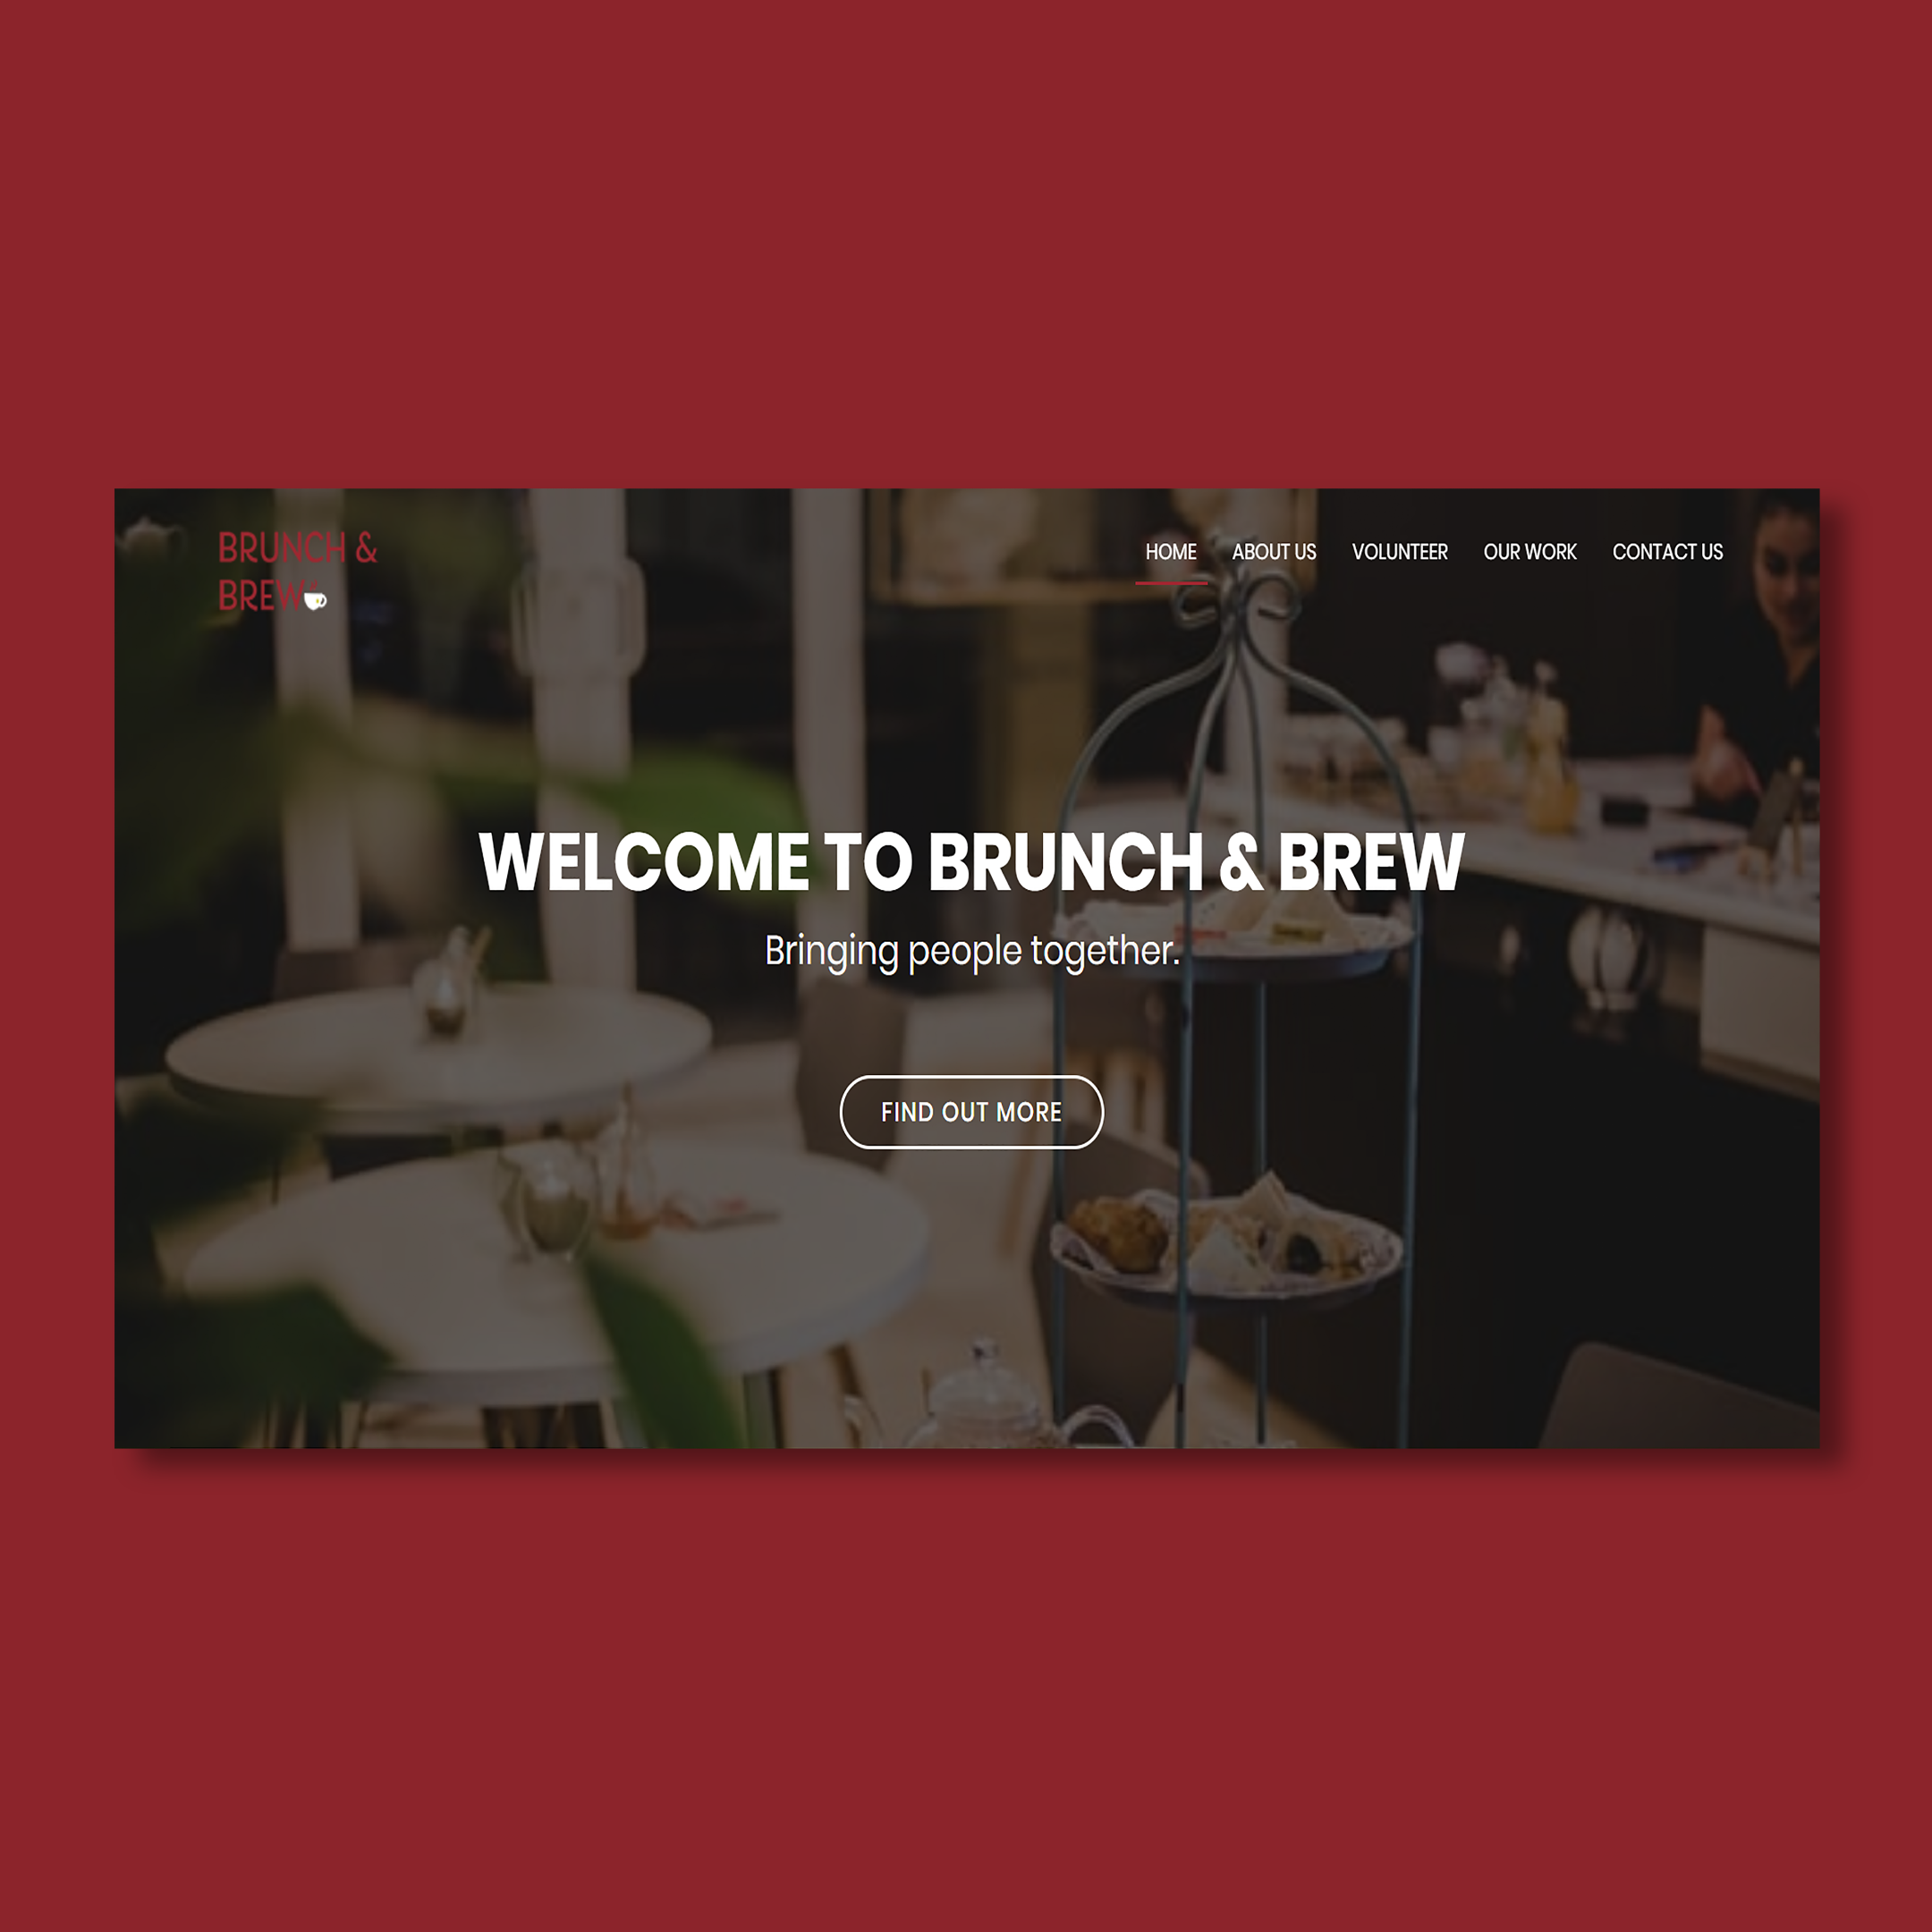 BRUNCH &
BREW
HOME ABOUT US VOLUNTEER OUR WORK CONTACT US
WELCOME TO BRUNCH & BREW
Bringing people together.
FIND OUT MORE